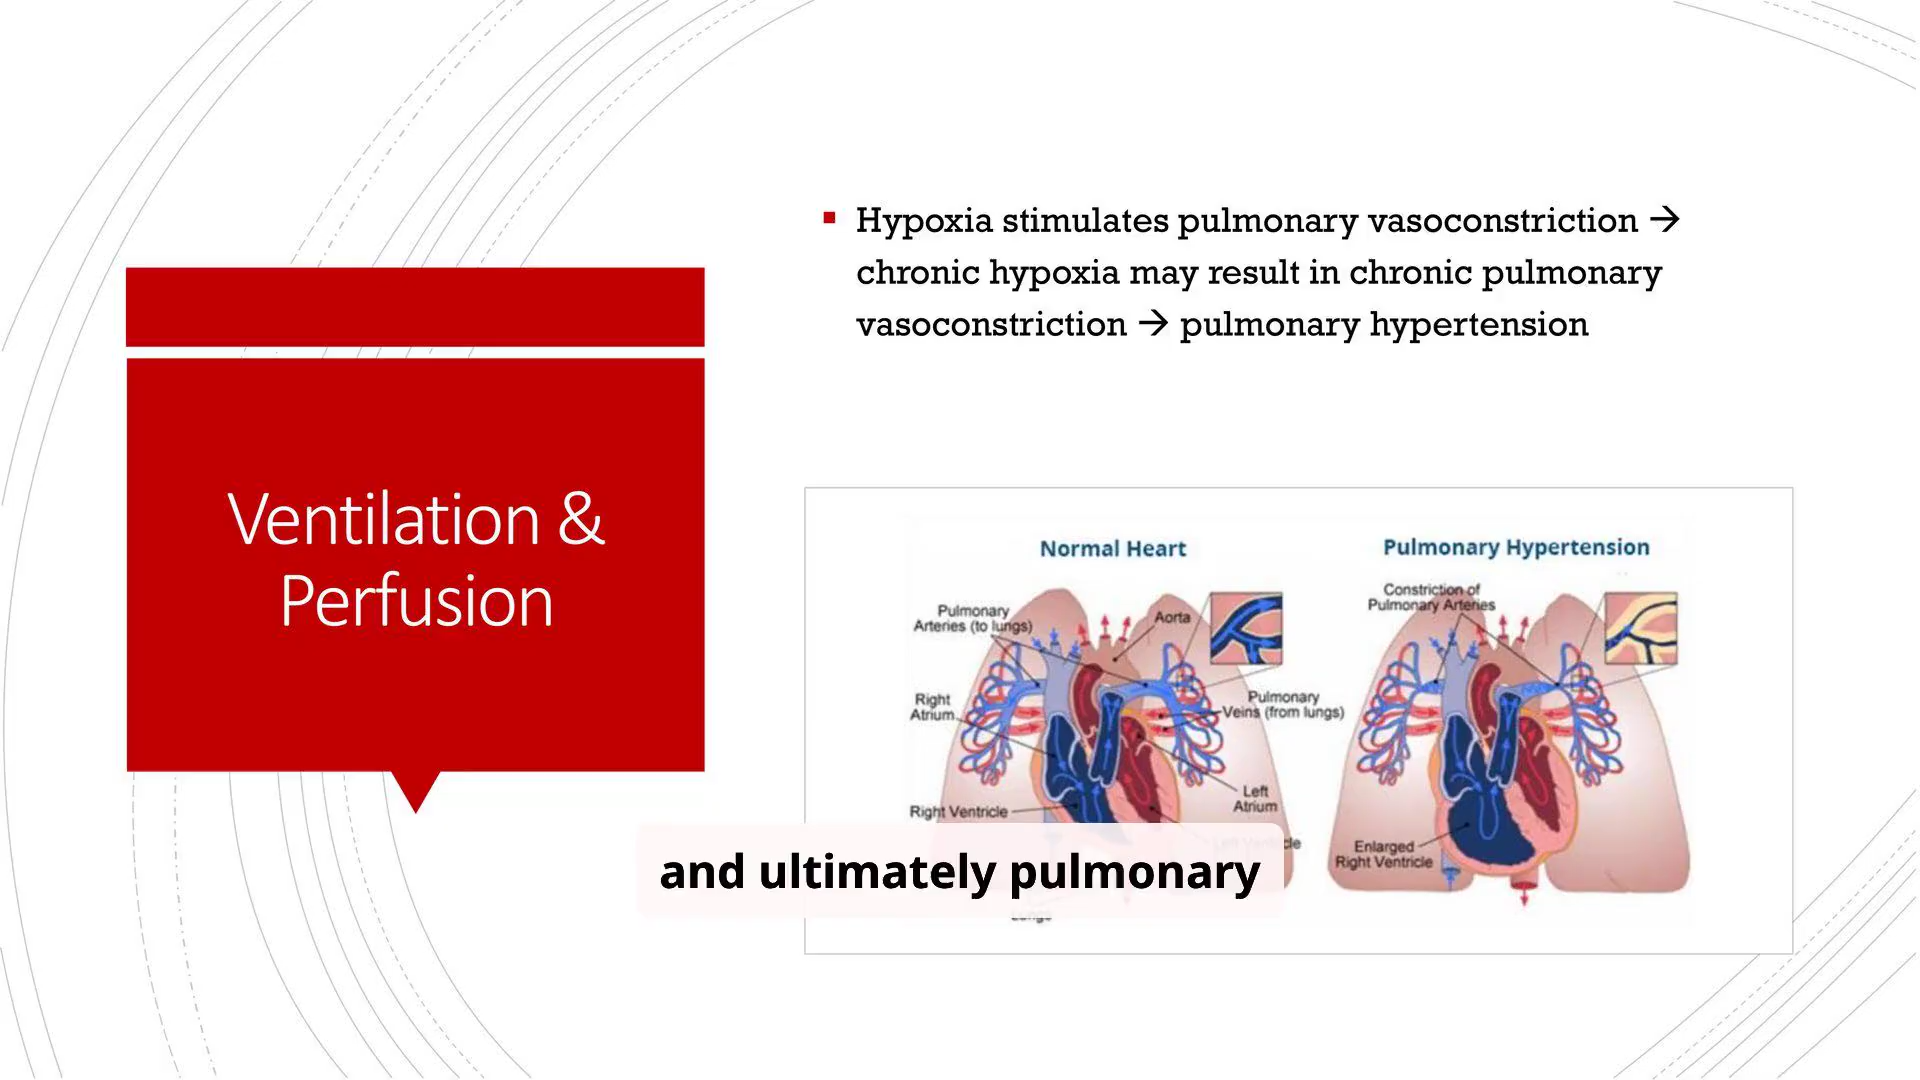 Ventilation &
Perfusion
Hypoxia stimulates pulmonary vasoconstriction →
chronic hypoxia may result in chronic pulmonary
vasoconstriction → pulmonary hypertension
Normal Heart
Pulmonary
Arteries (to lungs)
Aorta
Right
Atrium
Pulmonary
Veins (from lungs)
Left
Atrium
Right Ventricle
Left Ventricle
Lungs
Pulmonary Hypertension
Constriction of
Pulmonary Arteries
Enlarged
Right Ventricle
and ultimately pulmonary